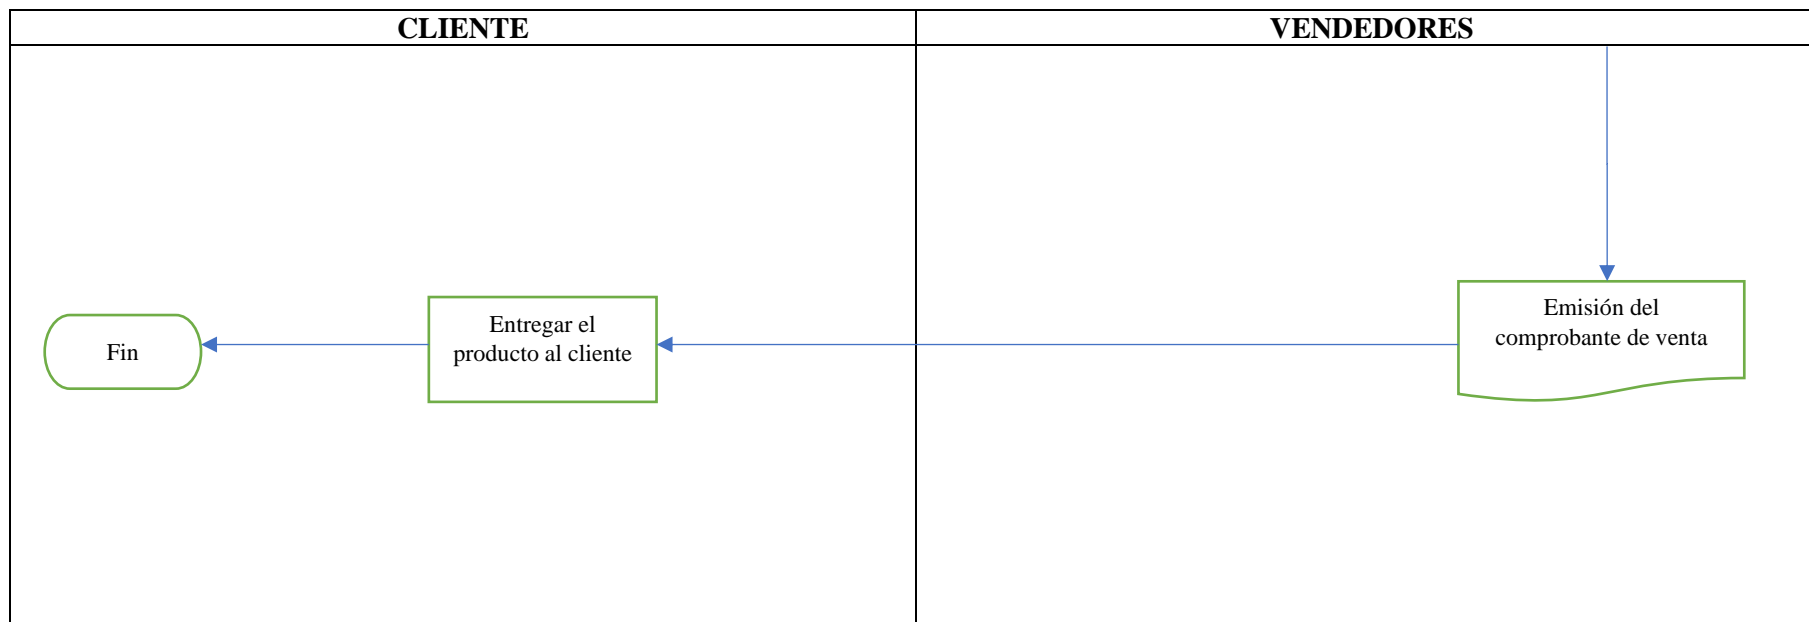 CLIENTE
VENDEDORES
Fin
Entregar el
producto al cliente
Emisión del
comprobante de venta